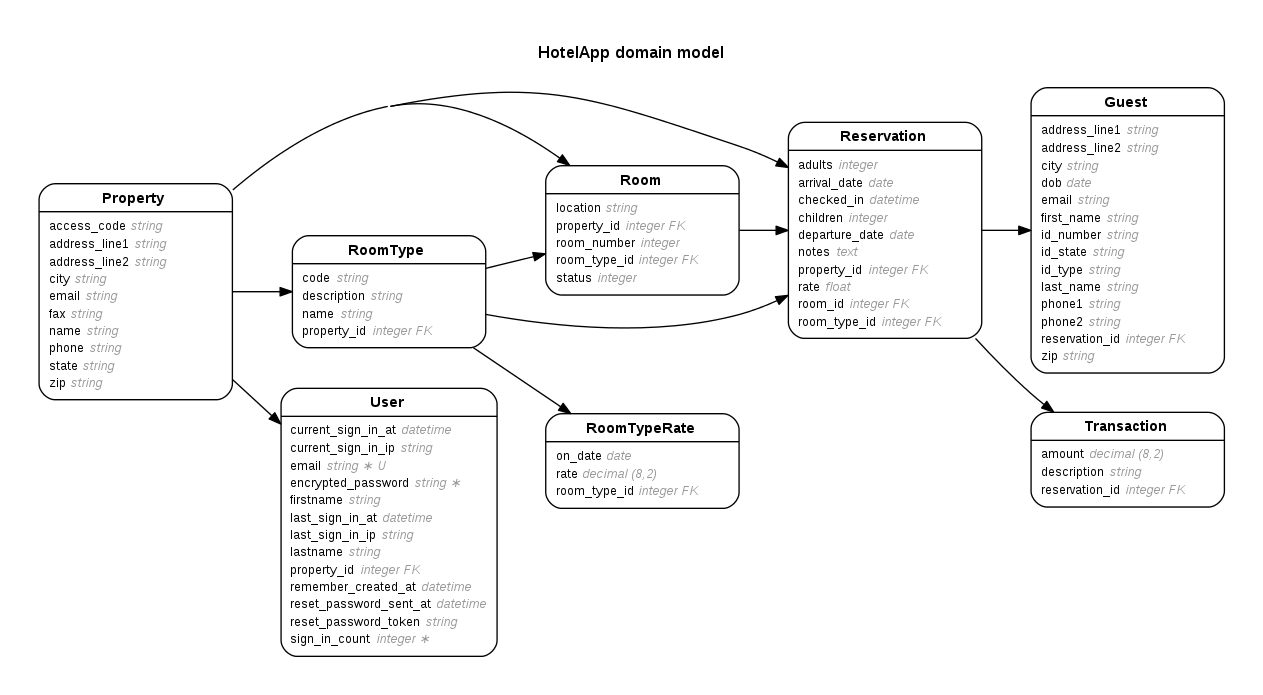 HotelApp domain model
Property
access_code string
address_line1 string
address_line2 string
city string
email string
fax string
name string
phone string
state string
zip string
RoomType
code string
description string
name string
property_id integer FK
User
current_sign_in_at datetime
current_sign_in_ip string
email string ∗ U
encrypted_password string ∗
firstname string
last_sign_in_at datetime
last_sign_in_ip string
lastname string
property_id integer FK
remember_created_at datetime
reset_password_sent_at datetime
reset_password_token string
sign_in_count integer ∗
Room
location string
property_id integer FK
room_number integer
room_type_id integer FK
status integer
RoomTypeRate
on_date date
rate decimal (8,2)
room_type_id integer FK
Reservation
adults integer
arrival_date date
checked_in datetime
children integer
departure_date date
notes text
property_id integer FK
rate float
room_id integer FK
room_type_id integer FK
Guest
address_line1 string
address_line2 string
city string
dob date
email string
first_name string
id_number string
id_state string
id_type string
last_name string
phone1 string
phone2 string
reservation_id integer FK
zip string
Transaction
amount decimal (8,2)
description string
reservation_id integer FK